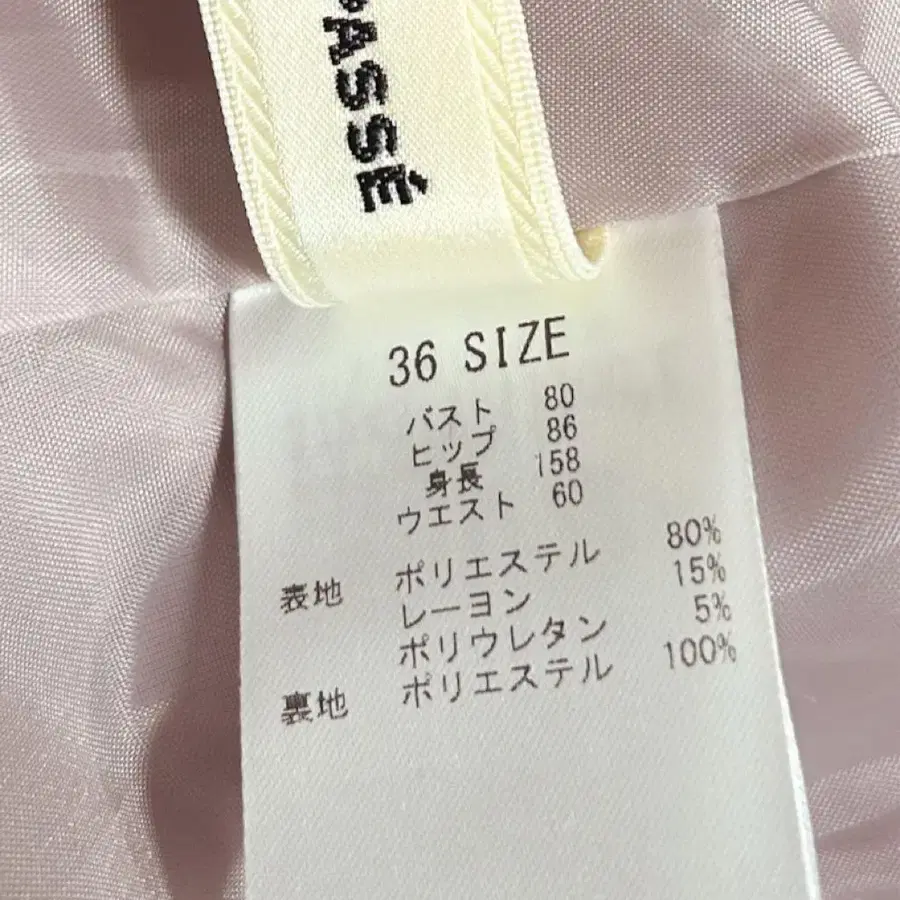 PASSÉ
36 SIZE
バスト 80
ヒップ 86
身長 158
ウエスト 60
表地 ポリエステル 80%
レーヨン 15%
ポリウレタン 5%
裏地 ポリエステル 100%